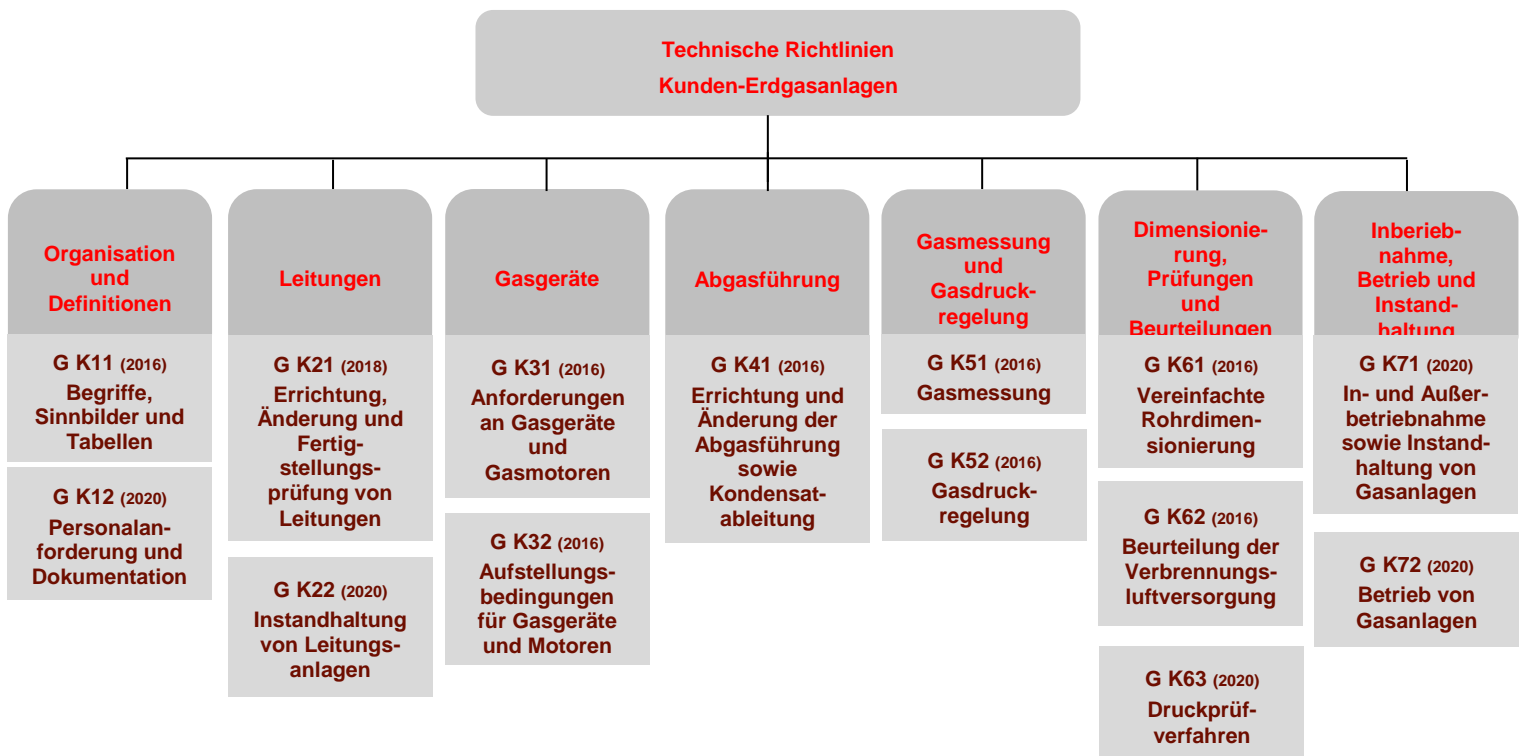 Technische Richtlinien
Kunden-Erdgasanlagen
Organisation
und
Definitionen
G K11 (2016)
Begriffe,
Sinnbilder und
Tabellen
G K12 (2020)
Personalan-
forderung und
Dokumentation
Leitungen
G K21 (2018)
Errichtung,
Änderung und
Fertig-
stellungs-
prüfung von
Leitungen
G K22 (2020)
Instandhaltung
von Leitungs-
anlagen
Gasgeräte
G K31 (2016)
Anforderungen
an Gasgeräte
und
Gasmotoren
G K32 (2016)
Aufstellungs-
bedingungen
für Gasgeräte
und Motoren
Abgasführung
G K41 (2016)
Errichtung und
Änderung der
Abgasführung
sowie
Kondensat-
ableitung
Gasmessung
und
Gasdruck-
regelung
G K51 (2016)
Gasmessung
G K52 (2016)
Gasdruck-
regelung
Dimensionie-
rung,
Prüfungen
und
Beurteilungen
G K61 (2016)
Vereinfachte
Rohrdimen-
sionierung
G K62 (2016)
Beurteilung der
Verbrennungs-
luftversorgung
G K63 (2020)
Druckprüf-
verfahren
Inberieb-
nahme,
Betrieb und
Instand-
haltung
G K71 (2020)
In- und Außer-
betriebnahme
sowie Instand-
haltung von
Gasanlagen
G K72 (2020)
Betrieb von
Gasanlagen